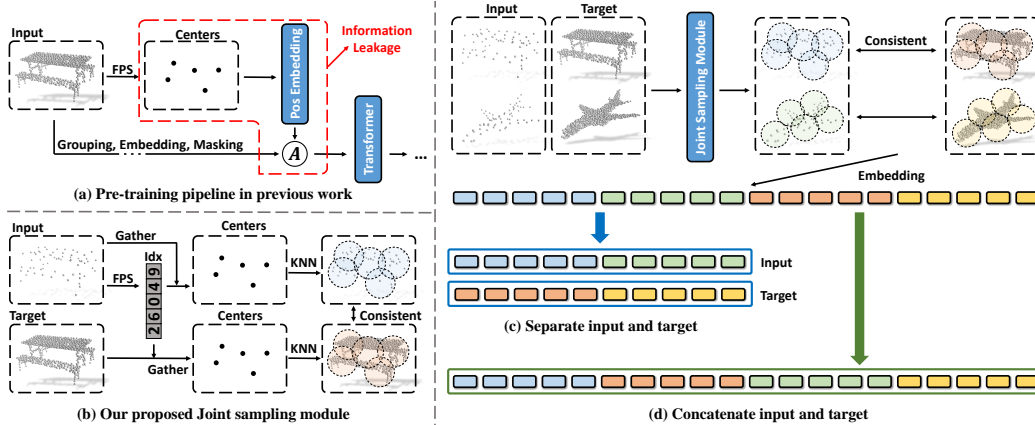 Input
Centers
FPS
Pos Embedding
Information
Leakage
Grouping, Embedding, Masking
A
Transformer
...
(a) Pre-training pipeline in previous work
Input
Gather
Centers
Idx
FPS
KNN
2 6 0 4 9
Target
Centers
Consistent
Gather
KNN
(b) Our proposed Joint sampling module
Input
Target
Joint Sampling Module
Consistent
Embedding
Input
Target
(c) Separate input and target
(d) Concatenate input and target